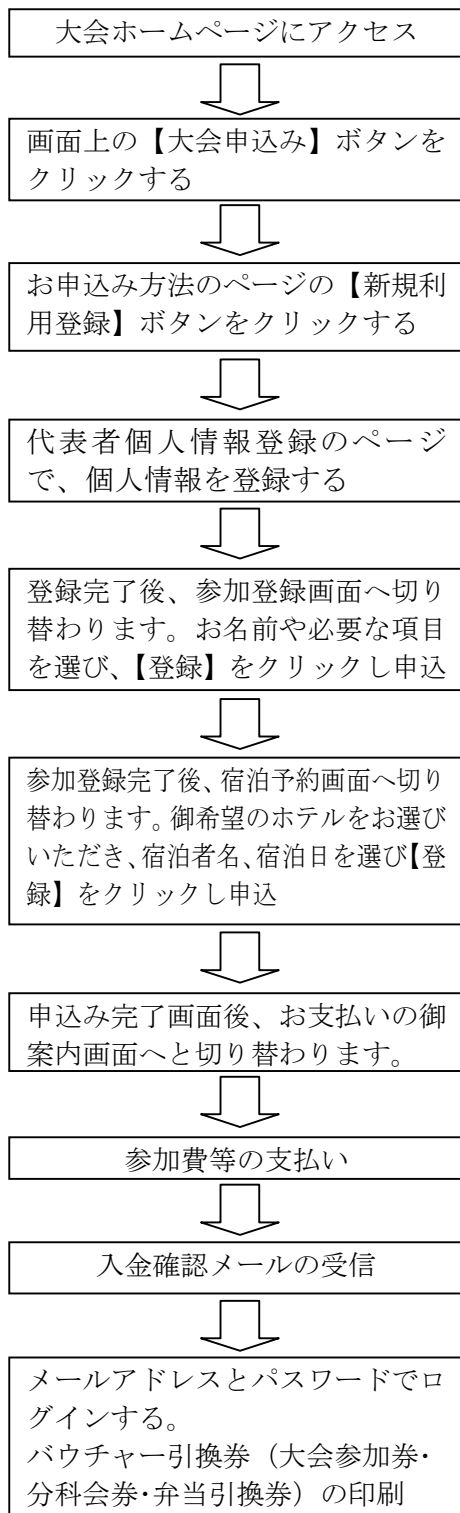 大会ホームページにアクセス
画面上の【大会申込み】ボタンを
クリックする
お申込み方法のページの【新規利
用登録】ボタンをクリックする
代表者個人情報登録のページ
で、個人情報を登録する
登録完了後、参加登録画面へ切り
替わります。お名前や必要な項目
を選び、【登録】をクリックし申込
参加登録完了後、宿泊予約画面へ切り
替わります。御希望のホテルをお選び
いただき、宿泊者名、宿泊日を選び【登
録】をクリックし申込
申込み完了画面後、お支払いの御
案内画面へと切り替わります。
参加費等の支払い
入金確認メールの受信
メールアドレスとパスワードでロ
グインする。
バウチャー引換券（大会参加券・
分科会券・弁当引換券）の印刷